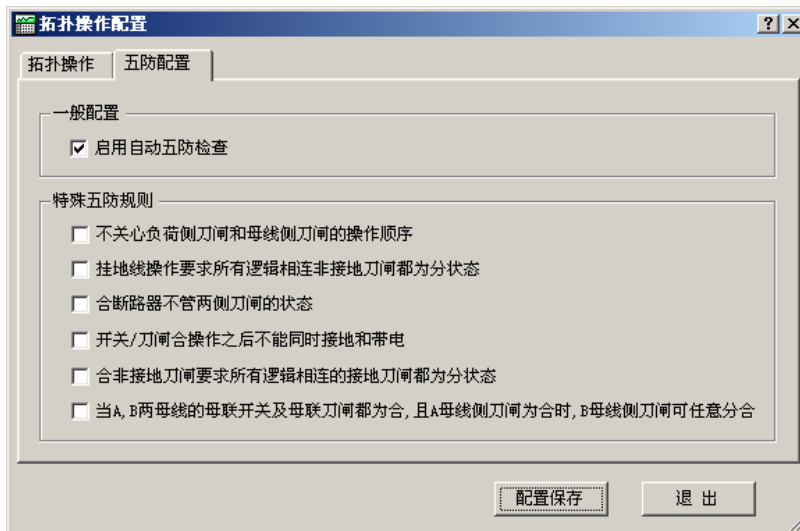 拓扑操作配置
拓扑操作 五防配置
一般配置
启用自动五防检查
特殊五防规则
不关心负荷侧刀闸和母线侧刀闸的操作顺序
挂地线操作要求所有逻辑相连非接地刀闸都为分状态
合断路器不管两侧刀闸的状态
开关/刀闸合操作之后不能同时接地和带电
合非接地刀闸要求所有逻辑相连的接地刀闸都为分状态
当A,B两母线的母联开关及母联刀闸都为合,且A母线侧刀闸为合时,B母线侧刀闸可任意分合
配置保存 退 出